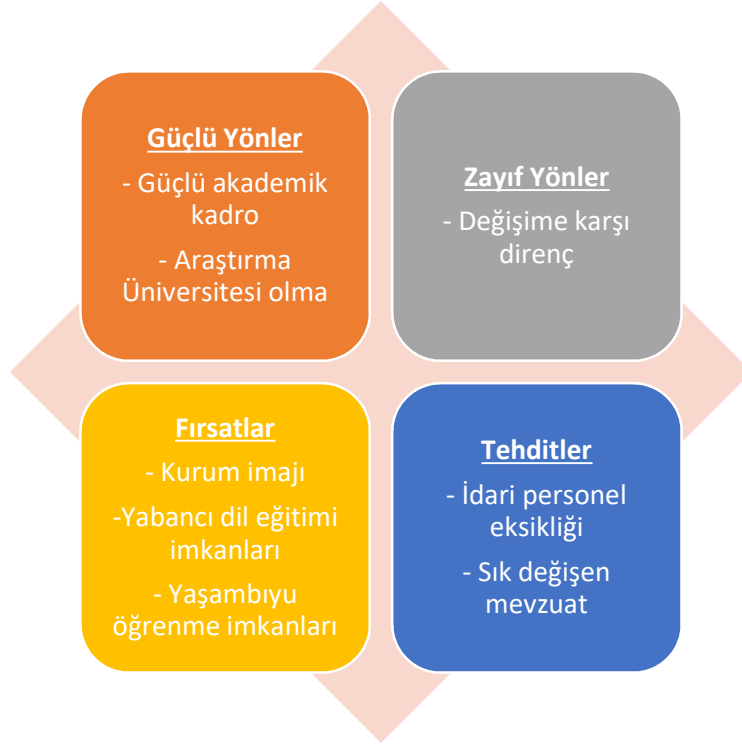 Güçlü Yönler
- Güçlü akademik
kadro
- Araştırma
Üniversitesi olma
Zayıf Yönler
- Değişime karşı
direnç
Fırsatlar
- Kurum imajı
-Yabancı dil eğitimi
imkanları
- Yaşambıyu
öğrenme imkanları
Tehditler
- İdari personel
eksikliği
- Sık değişen
mevzuat